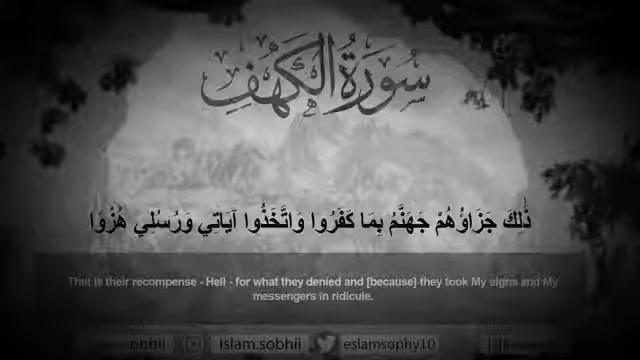 سُورَةُ الكَهْفِ
ذَٰلِكَ جَزَاؤُهُمْ جَهَنَّمُ بِمَا كَفَرُوا وَاتَّخَذُوا آيَاتِي وَرُسُلِي هُزُوًا
That is their recompense - Hell - for what they denied and [because] they took My signs and My
messengers in ridicule.
islam.sobhii eslamsophy10